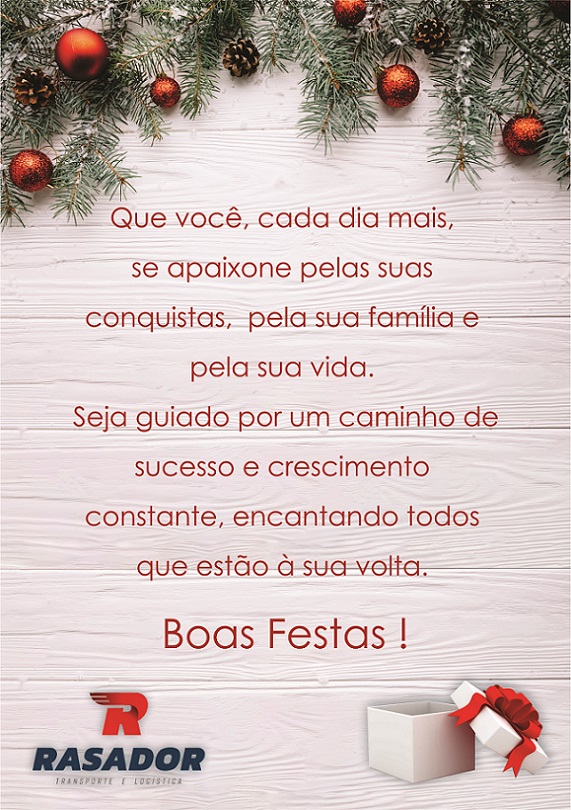 Que você, cada dia mais,
se apaixone pelas suas
conquistas, pela sua família e
pela sua vida.
Seja guiado por um caminho de
sucesso e crescimento
constante, encantando todos
que estão à sua volta.
Boas Festas !
R
RASADOR
TRANSPORTE E LOGÍSTICA